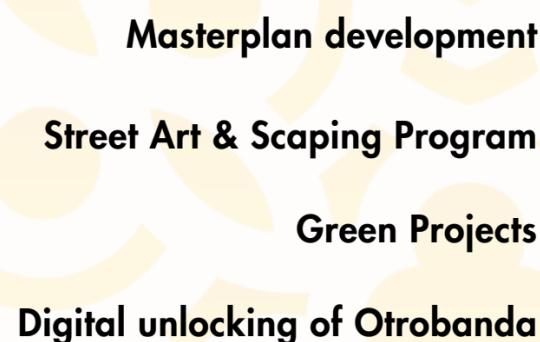 Masterplan development
Street Art & Scaping Program
Green Projects
Digital unlocking of Otrobanda